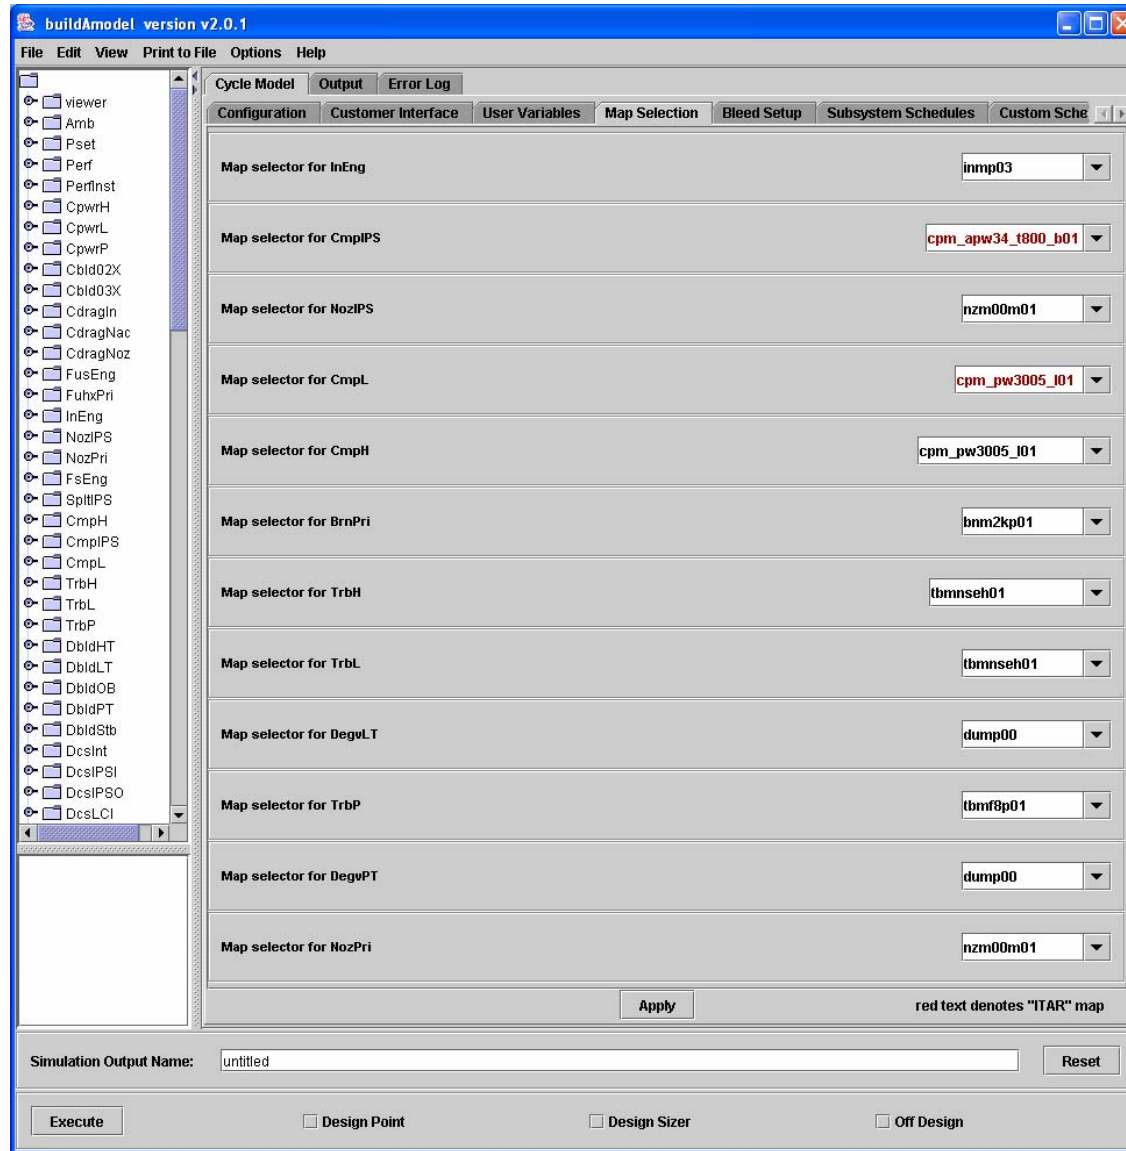 buildAmodel version v2.0.1
File Edit View Print to File Options Help
Cycle Model Output Error Log
Configuration Customer Interface User Variables Map Selection Bleed Setup Subsystem Schedules Custom Sche
viewer
Amb
Pset
Perf
PerfInst
CpwrH
CpwrL
CpwrP
Cbld02X
Cbld03X
CdragIn
CdragNac
CdragNoz
FusEng
FuhxPri
InEng
NozIPS
NozPri
FsEng
SpltIPS
CmpH
CmpIPS
CmpL
TrbH
TrbL
TrbP
DbldHT
DbldLT
DbldOB
DbldPT
DbldStb
DcsInt
DcsIPSI
DcsIPSO
DcsLCI
Map selector for InEng inmp03
Map selector for CmpIPS cpm_apw34_t800_b01
Map selector for NozIPS nzm00m01
Map selector for CmpL cpm_pw3005_l01
Map selector for CmpH cpm_pw3005_l01
Map selector for BrnPri bnm2kp01
Map selector for TrbH tbmnseh01
Map selector for TrbL tbmnseh01
Map selector for DegvLT dump00
Map selector for TrbP tbmf8p01
Map selector for DegvPT dump00
Map selector for NozPri nzm00m01
Apply red text denotes "ITAR" map
Simulation Output Name: untitled Reset
Execute Design Point Design Sizer Off Design